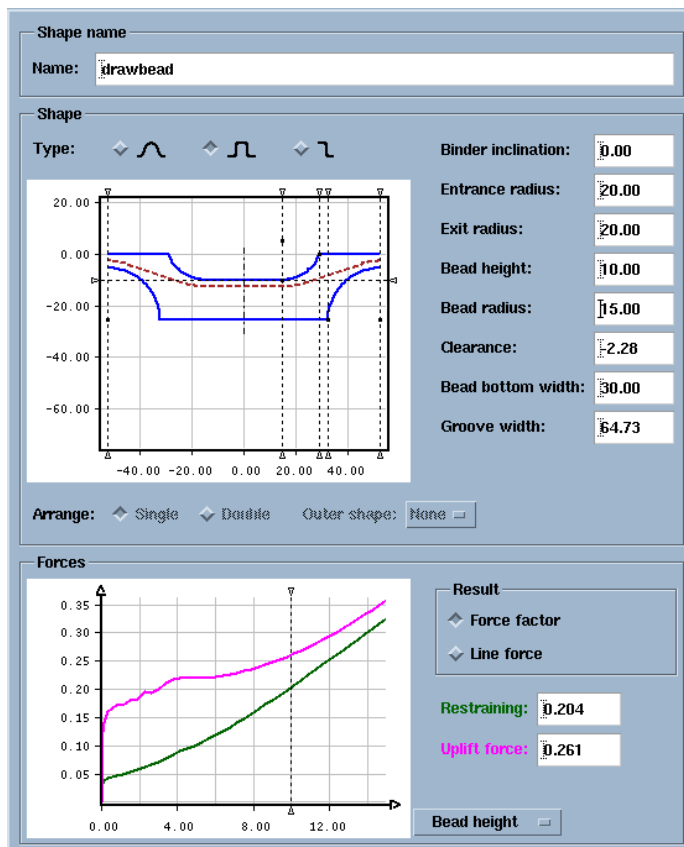 Shape name
Name: drawbead
Shape
Type:
Binder inclination: 0.00
Entrance radius: 20.00
Exit radius: 20.00
Bead height: 10.00
Bead radius: 15.00
Clearance: -2.28
Bead bottom width: 30.00
Groove width: 64.73
20.00
0.00
-20.00
-40.00
-60.00
-40.00 -20.00 0.00 20.00 40.00
Arrange: Single Double Outer shape: None
Forces
0.35
0.30
0.25
0.20
0.15
0.10
0.05
0.00 4.00 8.00 12.00
Result
Force factor
Line force
Restraining: 0.204
Uplift force: 0.261
Bead height